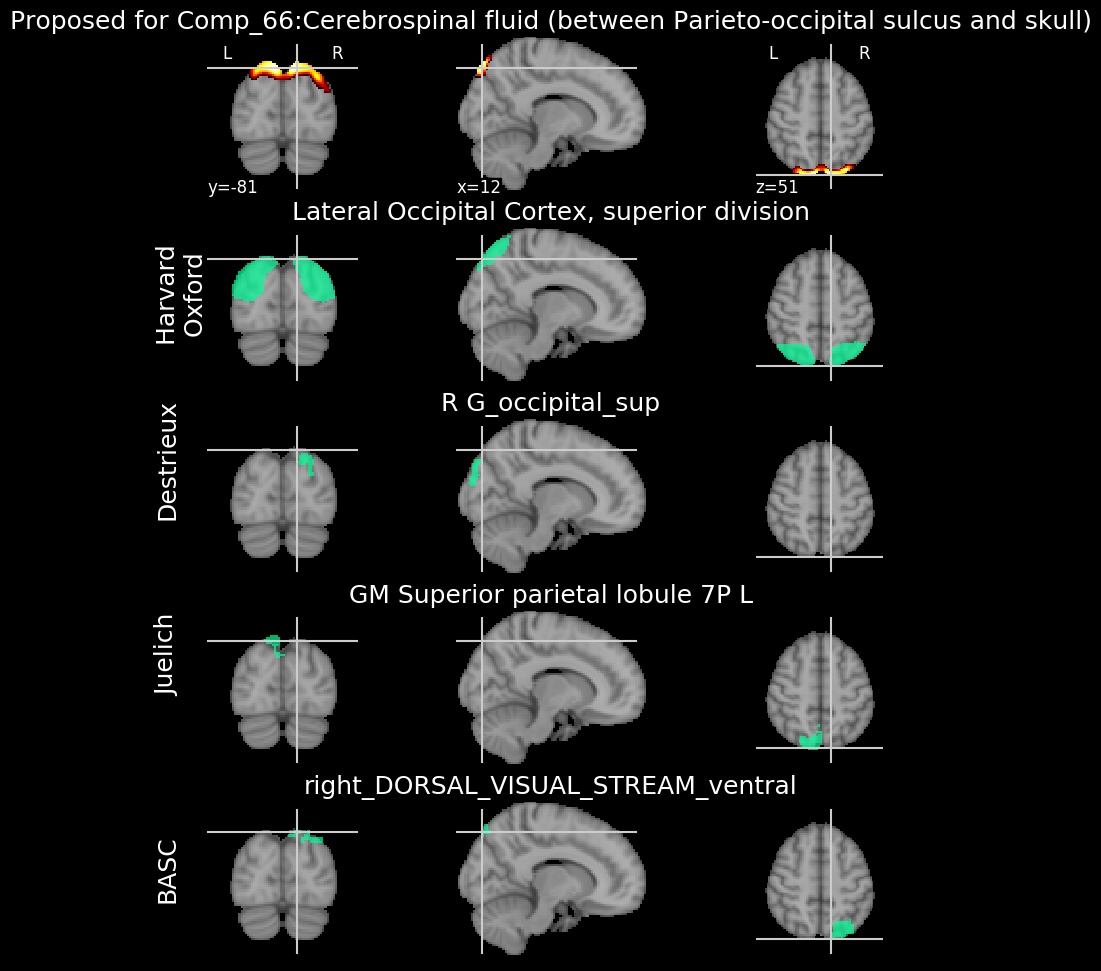 Proposed for Comp_66:Cerebrospinal fluid (between Parieto-occipital sulcus and skull)
L R L R
y=-81 x=12 z=51
Lateral Occipital Cortex, superior division
Harvard
Oxford
R G_occipital_sup
Destrieux
GM Superior parietal lobule 7P L
Juelich
right_DORSAL_VISUAL_STREAM_ventral
BASC